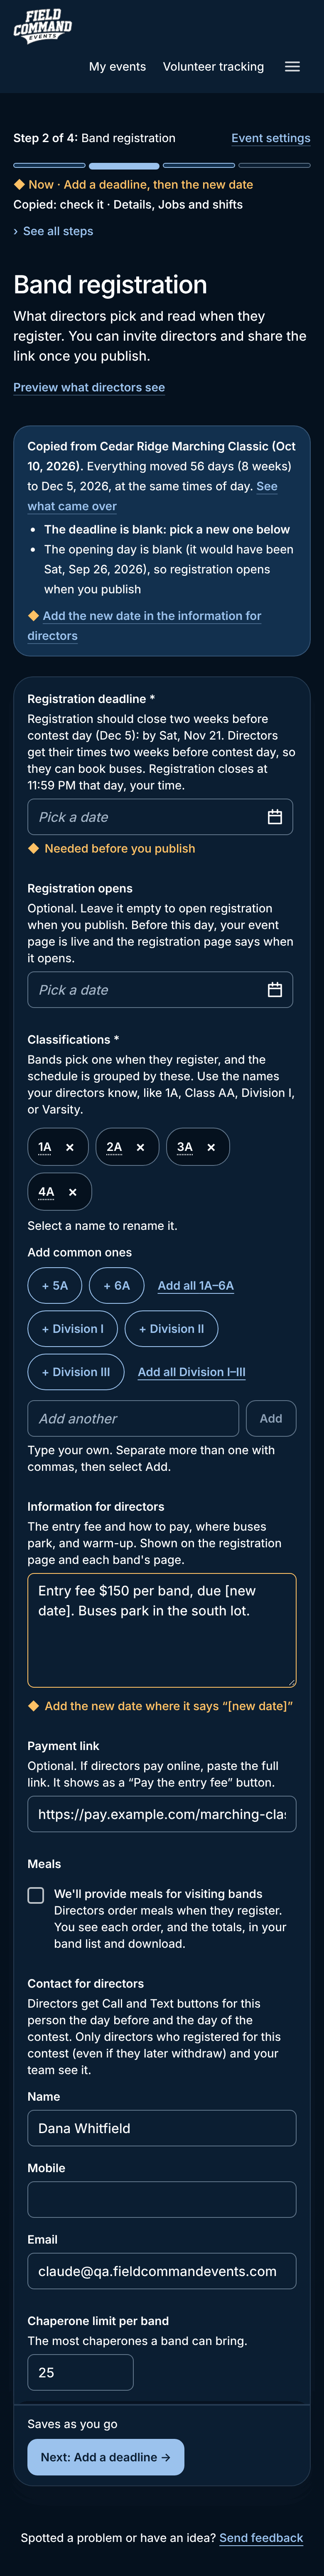 FIELD
COMMAND
EVENTS
My events Volunteer tracking
Step 2 of 4: Band registration Event settings
Now · Add a deadline, then the new date
Copied: check it · Details, Jobs and shifts
› See all steps
Band registration
What directors pick and read when they
register. You can invite directors and share the
link once you publish.
Preview what directors see
Copied from Cedar Ridge Marching Classic (Oct
10, 2026). Everything moved 56 days (8 weeks)
to Dec 5, 2026, at the same times of day. See
what came over
• The deadline is blank: pick a new one below
• The opening day is blank (it would have been
Sat, Sep 26, 2026), so registration opens
when you publish
Add the new date in the information for
directors
Registration deadline *
Registration should close two weeks before
contest day (Dec 5): by Sat, Nov 21. Directors
get their times two weeks before contest day, so
they can book buses. Registration closes at
11:59 PM that day, your time.
Pick a date
Needed before you publish
Registration opens
Optional. Leave it empty to open registration
when you publish. Before this day, your event
page is live and the registration page says when
it opens.
Pick a date
Classifications *
Bands pick one when they register, and the
schedule is grouped by these. Use the names
your directors know, like 1A, Class AA, Division I,
or Varsity.
1A × 2A × 3A ×
4A ×
Select a name to rename it.
Add common ones
+ 5A + 6A Add all 1A–6A
+ Division I + Division II
+ Division III Add all Division I–III
Add another Add
Type your own. Separate more than one with
commas, then select Add.
Information for directors
The entry fee and how to pay, where buses
park, and warm-up. Shown on the registration
page and each band's page.
Entry fee $150 per band, due [new
date]. Buses park in the south lot.
Add the new date where it says “[new date]”
Payment link
Optional. If directors pay online, paste the full
link. It shows as a “Pay the entry fee” button.
https://pay.example.com/marching-clas
Meals
We'll provide meals for visiting bands
Directors order meals when they register.
You see each order, and the totals, in your
band list and download.
Contact for directors
Directors get Call and Text buttons for this
person the day before and the day of the
contest. Only directors who registered for this
contest (even if they later withdraw) and your
team see it.
Name
Dana Whitfield
Mobile
Email
claude@qa.fieldcommandevents.com
Chaperone limit per band
The most chaperones a band can bring.
25
Saves as you go
Next: Add a deadline →
Spotted a problem or have an idea? Send feedback